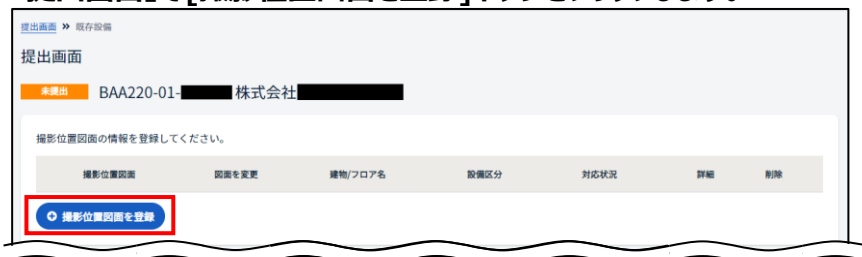 提出画面 » 既存設備
提出画面
未提出 BAA220-01- 株式会社
撮影位置図面の情報を登録してください。
撮影位置図面 図面を変更 建物/フロア名 設備区分 対応状況 詳細 削除
撮影位置図面を登録